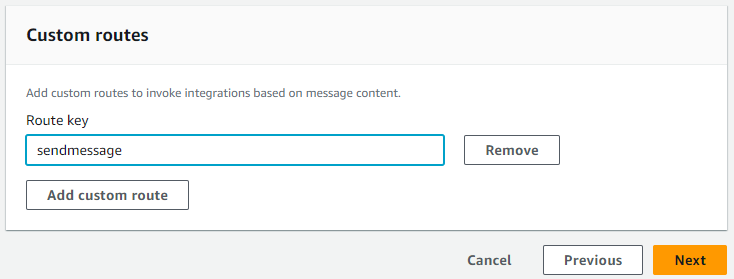 Custom routes
Add custom routes to invoke integrations based on message content.
Route key
sendmessage
Remove
Add custom route
Cancel
Previous
Next